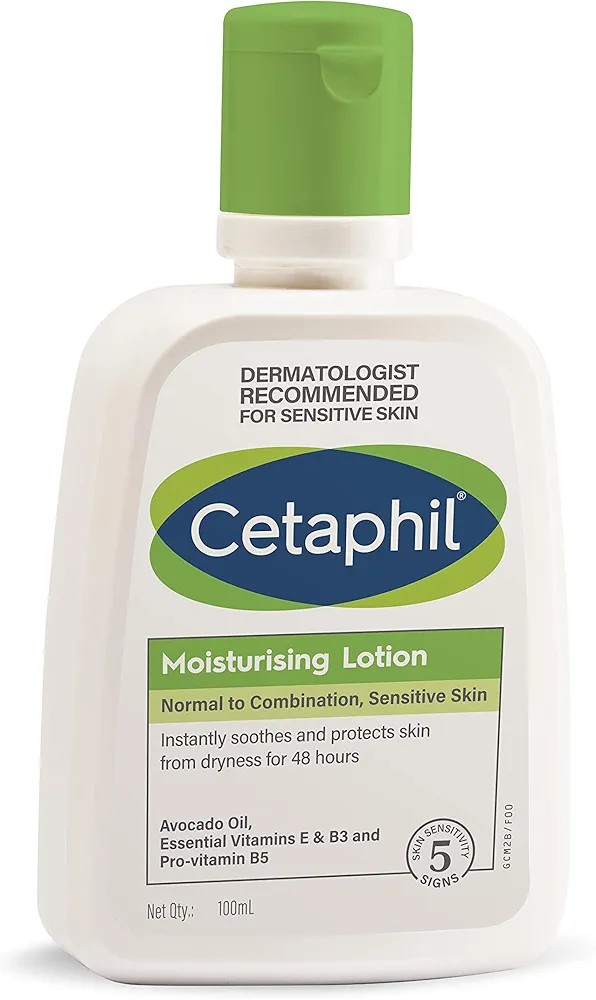 DERMATOLOGIST
RECOMMENDED
FOR SENSITIVE SKIN
Cetaphil®
Moisturising Lotion
Normal to Combination, Sensitive Skin
Instantly soothes and protects skin
from dryness for 48 hours
Avocado Oil,
Essential Vitamins E & B3 and
Pro-vitamin B5
SKIN SENSITIVITY
5
SIGNS
GCM2B/F00
Net Qty.: 100mL